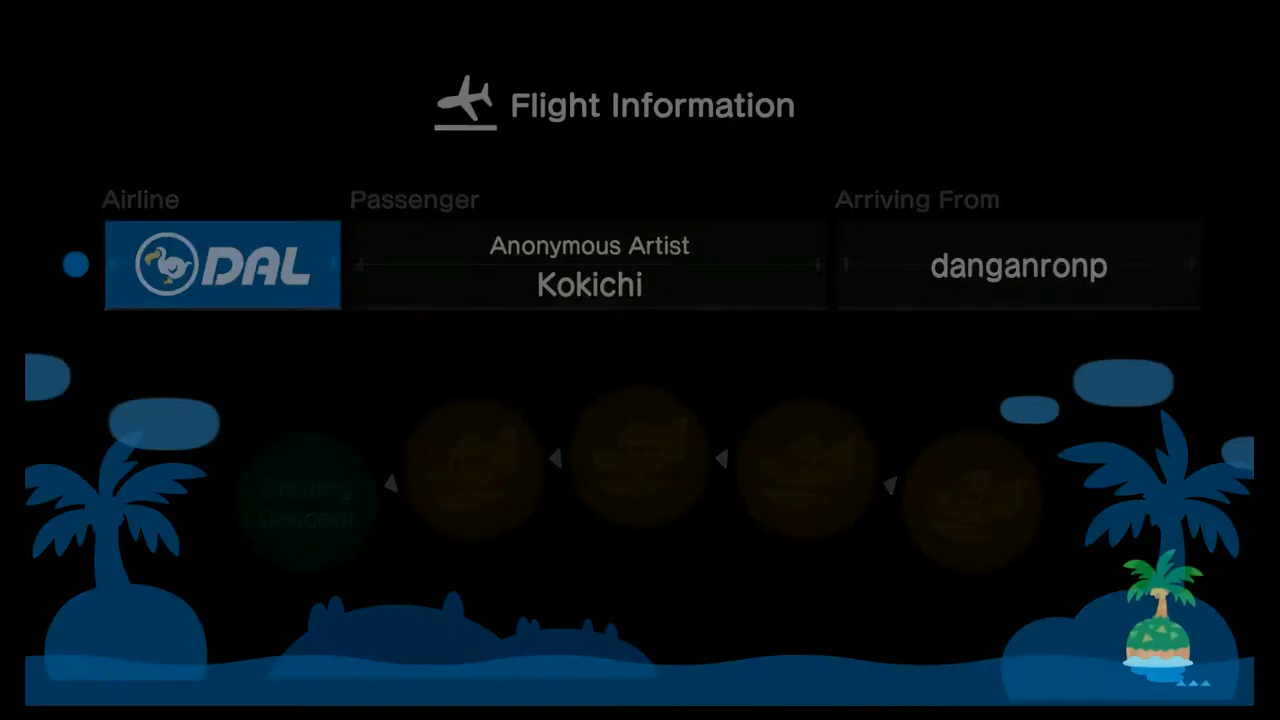 Flight Information
Airline
Passenger
Arriving From
DAL
Anonymous Artist
Kokichi
danganronp